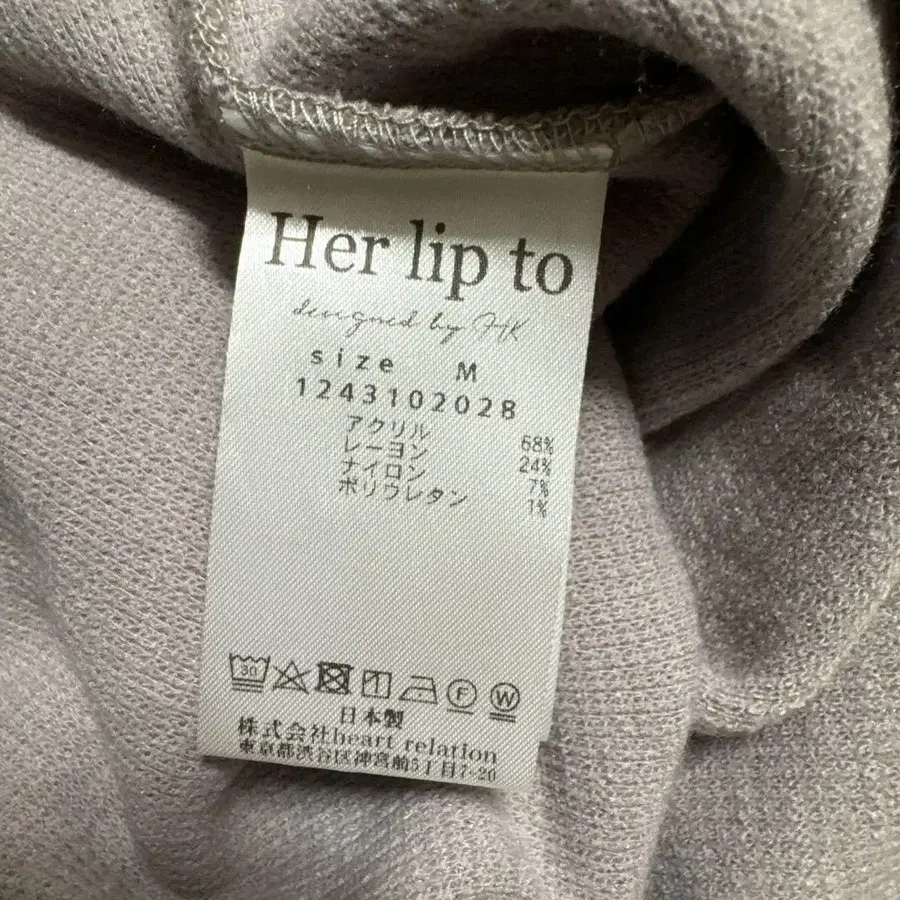 Her lip to
designed by HK
size M
1243102028
アクリル 68%
レーヨン 24%
ナイロン 7%
ポリウレタン 1%
30 F W
日本製
株式会社heart relation
東京都渋谷区神宮前5丁目7-20